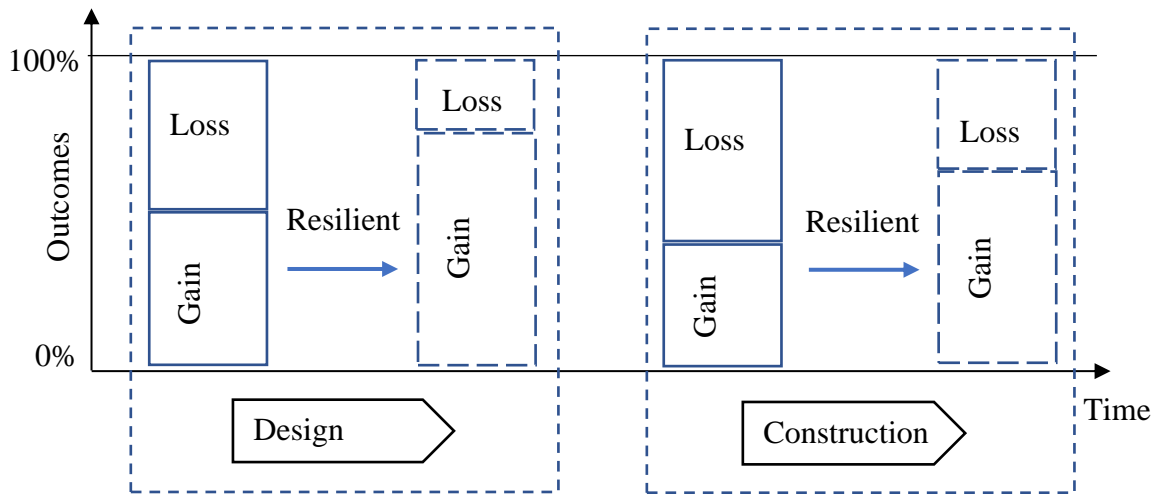 100%
Loss
Loss
Loss
Loss
Outcomes
Resilient
Resilient
Gain
Gain
Gain
Gain
0%
Time
Design
Construction